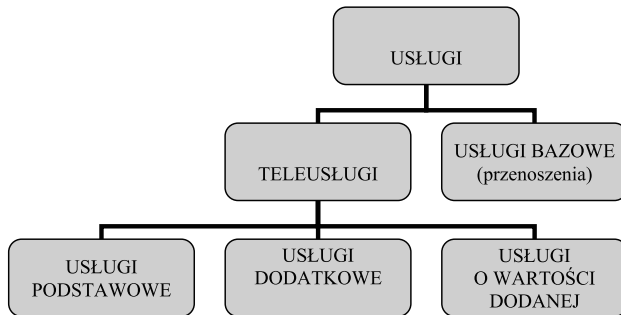 USŁUGI
TELEUSŁUGI
USŁUGI BAZOWE
(przenoszenia)
USŁUGI
PODSTAWOWE
USŁUGI
DODATKOWE
USŁUGI
O WARTOŚCI
DODANEJ